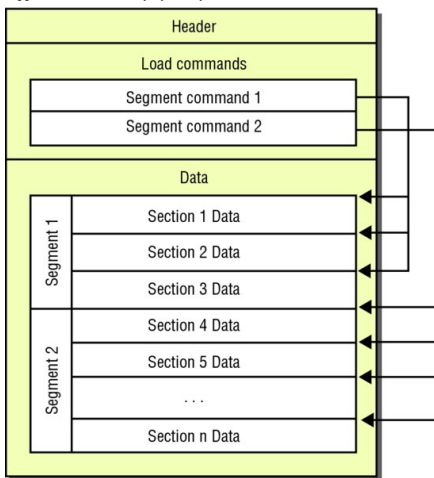 Header
Load commands
Segment command 1
Segment command 2
Data
Segment 1
Section 1 Data
Section 2 Data
Section 3 Data
Segment 2
Section 4 Data
Section 5 Data
. . .
Section n Data